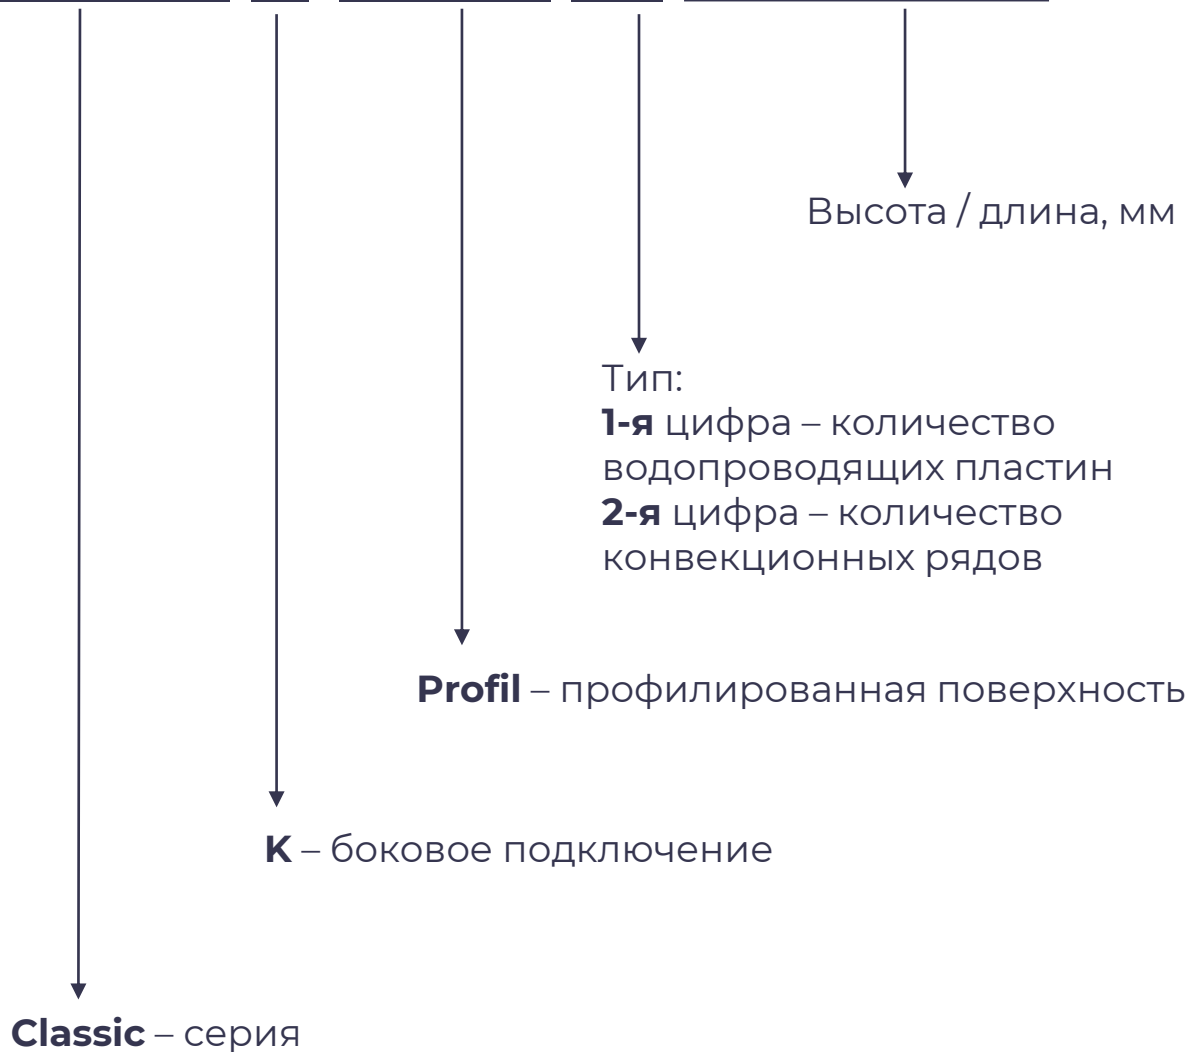 Высота / длина, мм
Тип:
1-я цифра – количество
водопроводящих пластин
2-я цифра – количество
конвекционных рядов
Profil – профилированная поверхность
K – боковое подключение
Classic – серия